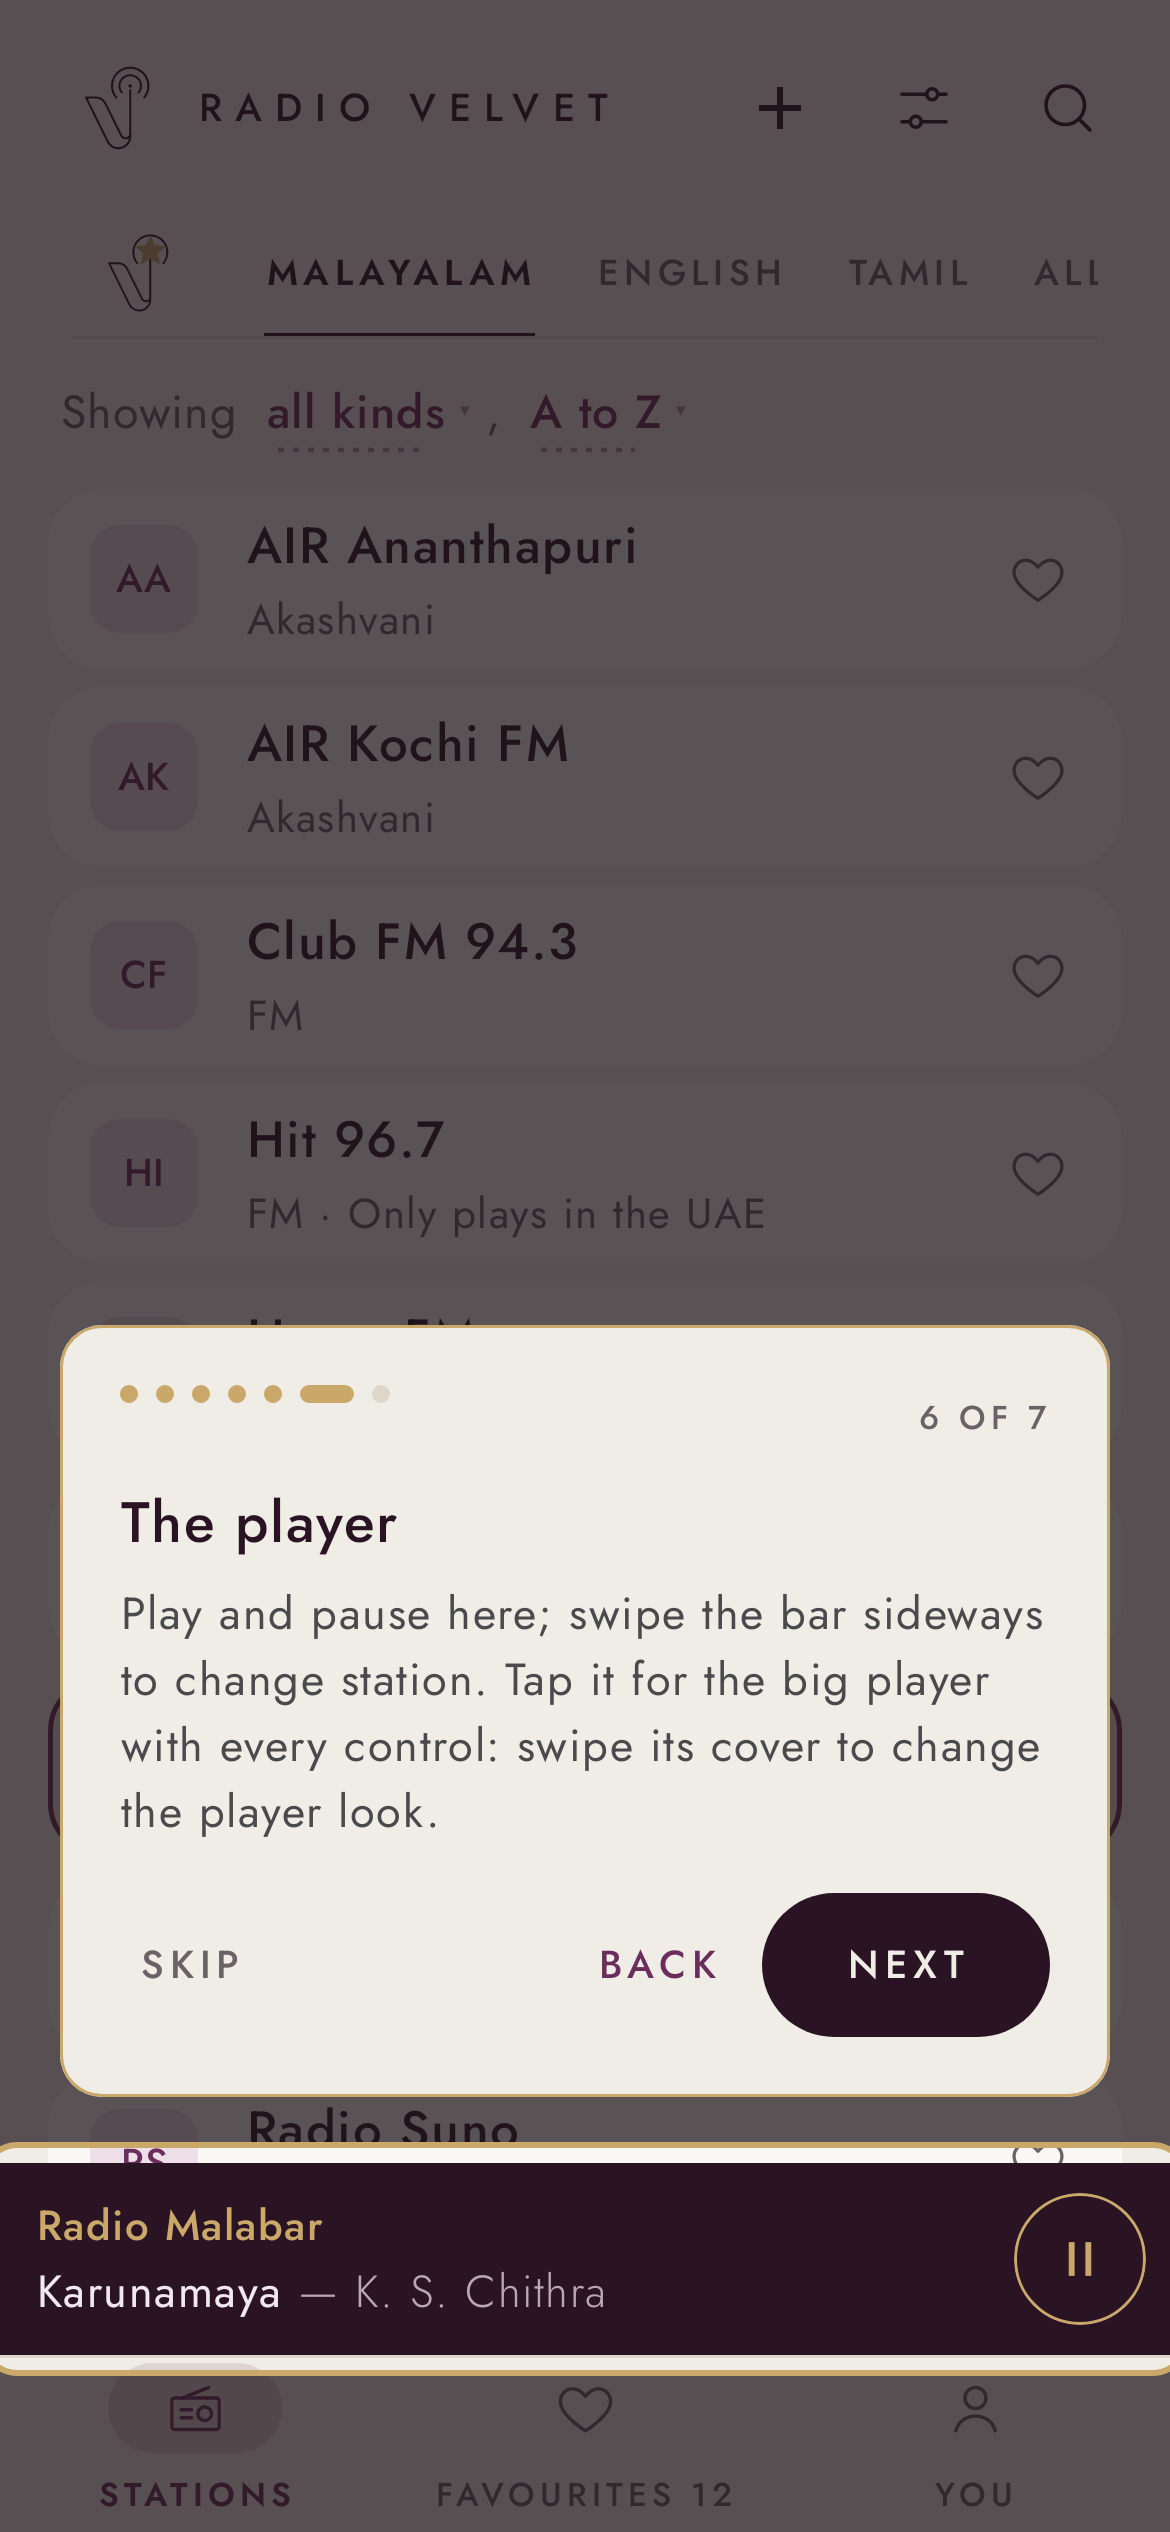 RADIO VELVET
MALAYALAM ENGLISH TAMIL ALL
Showing all kinds ▾ , A to Z ▾
AA
AIR Ananthapuri
Akashvani
AK
AIR Kochi FM
Akashvani
CF
Club FM 94.3
FM
HI
Hit 96.7
FM · Only plays in the UAE
FM
6 OF 7
The player
Play and pause here; swipe the bar sideways
to change station. Tap it for the big player
with every control: swipe its cover to change
the player look.
SKIP BACK NEXT
RS
Radio Suno
Radio Malabar
Karunamaya — K. S. Chithra
STATIONS FAVOURITES 12 YOU